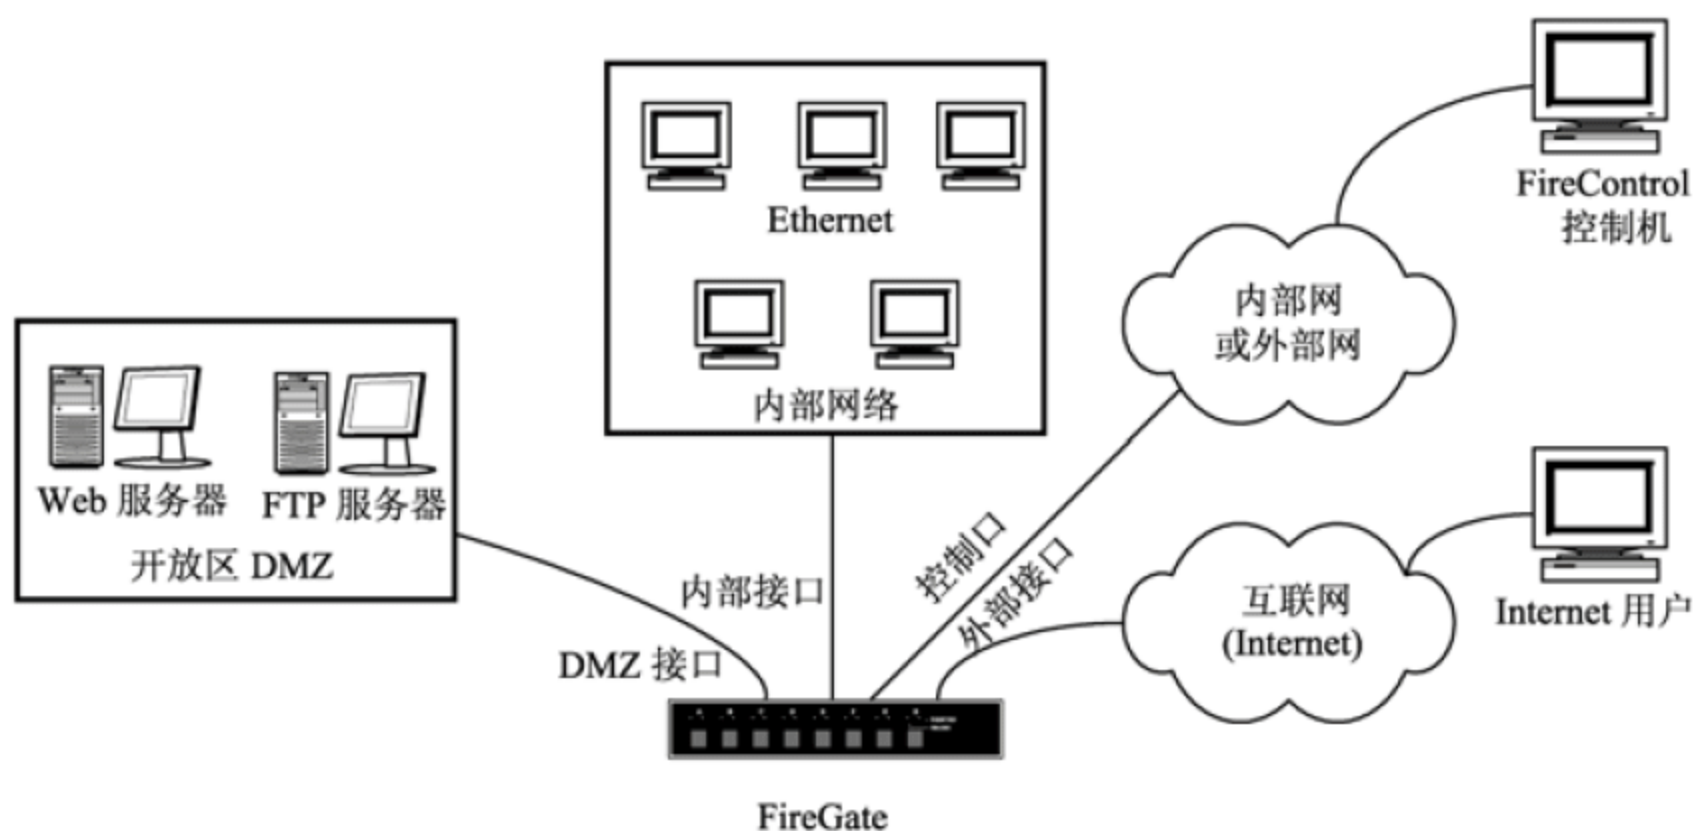 FireControl
控制机
Ethernet
内部网络
内部网
或外部网
Web 服务器
FTP 服务器
开放区 DMZ
DMZ 接口
内部接口
控制口
外部接口
互联网
(Internet)
Internet 用户
FireGate